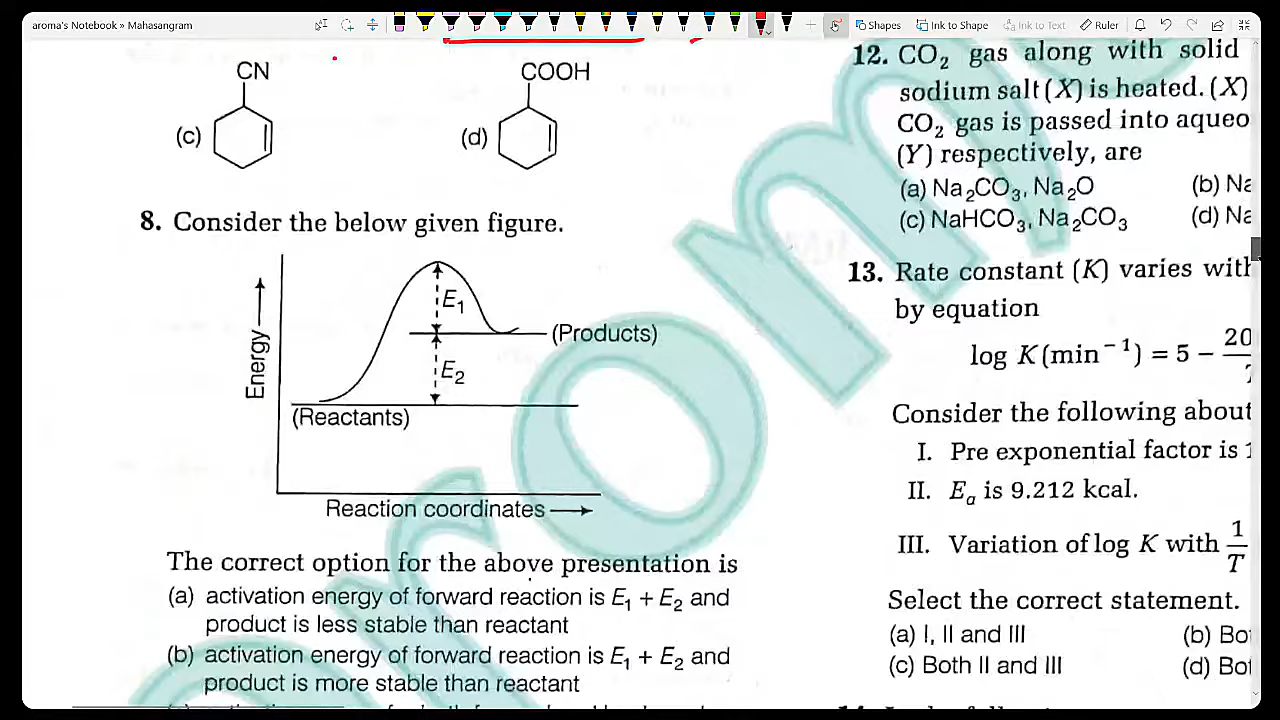 aroma's Notebook » Mahasangram
Shapes
Ink to Shape
Ink to Text
Ruler
CN
(c)
COOH
(d)
8. Consider the below given figure.
Energy
E₁
(Products)
E₂
(Reactants)
Reaction coordinates
The correct option for the above presentation is
(a) activation energy of forward reaction is E₁ + E₂ and
product is less stable than reactant
(b) activation energy of forward reaction is E₁ + E₂ and
product is more stable than reactant
12. CO₂ gas along with solid
sodium salt (X) is heated. (X)
CO₂ gas is passed into aqueo
(Y) respectively, are
(a) Na₂CO₃, Na₂O
(b) Na
(c) NaHCO₃, Na₂CO₃
(d) Na
13. Rate constant (K) varies with
by equation
log K(min⁻¹) = 5 − 20
Consider the following about
I. Pre exponential factor is 1
II. Eₐ is 9.212 kcal.
III. Variation of log K with 1/T
Select the correct statement.
(a) I, II and III
(b) Bo
(c) Both II and III
(d) Bo